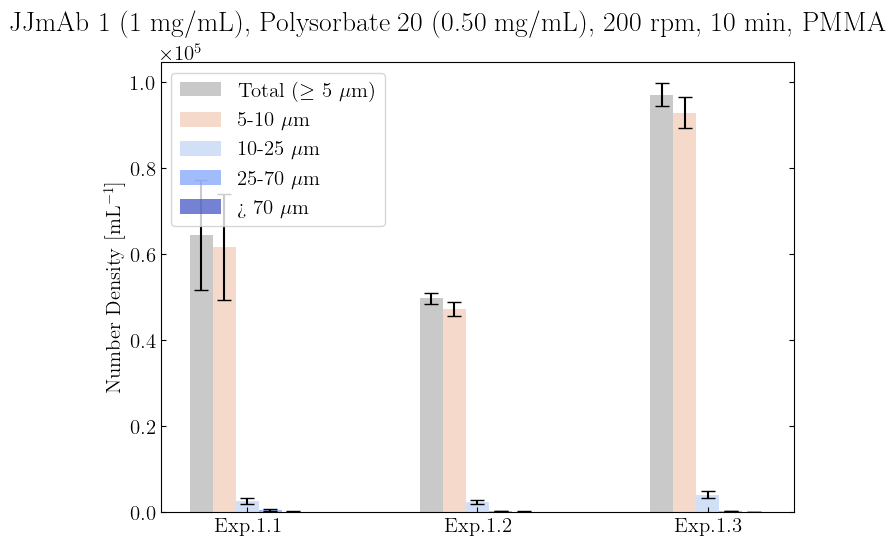 JJmAb 1 (1 mg/mL), Polysorbate 20 (0.50 mg/mL), 200 rpm, 10 min, PMMA
×10⁵
Total (≥ 5 μm)
5-10 μm
10-25 μm
25-70 μm
¿ 70 μm
Number Density [mL⁻¹]
1.0
0.8
0.6
0.4
0.2
0.0
Exp.1.1
Exp.1.2
Exp.1.3